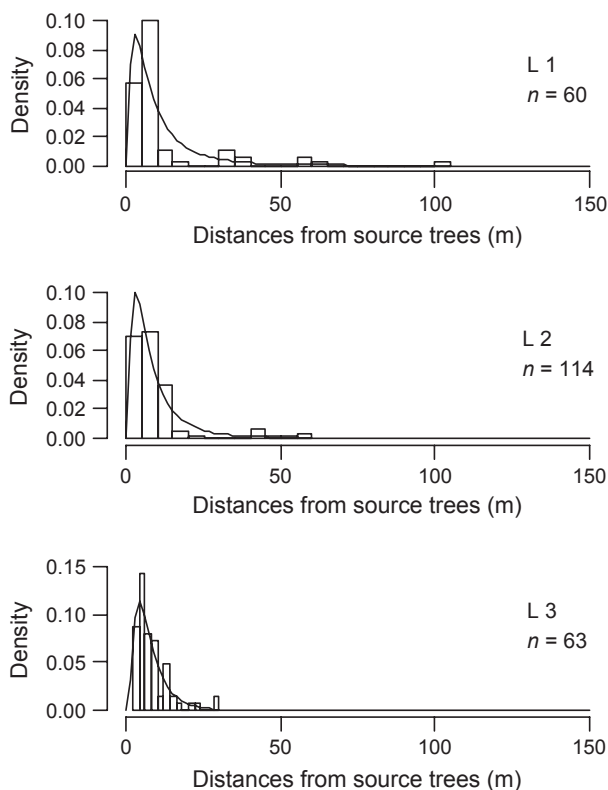 0.10
0.08
0.06
0.04
0.02
0.00
Density
L 1
n = 60
0 50 100 150
Distances from source trees (m)
0.10
0.08
0.06
0.04
0.02
0.00
Density
L 2
n = 114
0 50 100 150
Distances from source trees (m)
0.15
0.10
0.05
0.00
Density
L 3
n = 63
0 50 100 150
Distances from source trees (m)